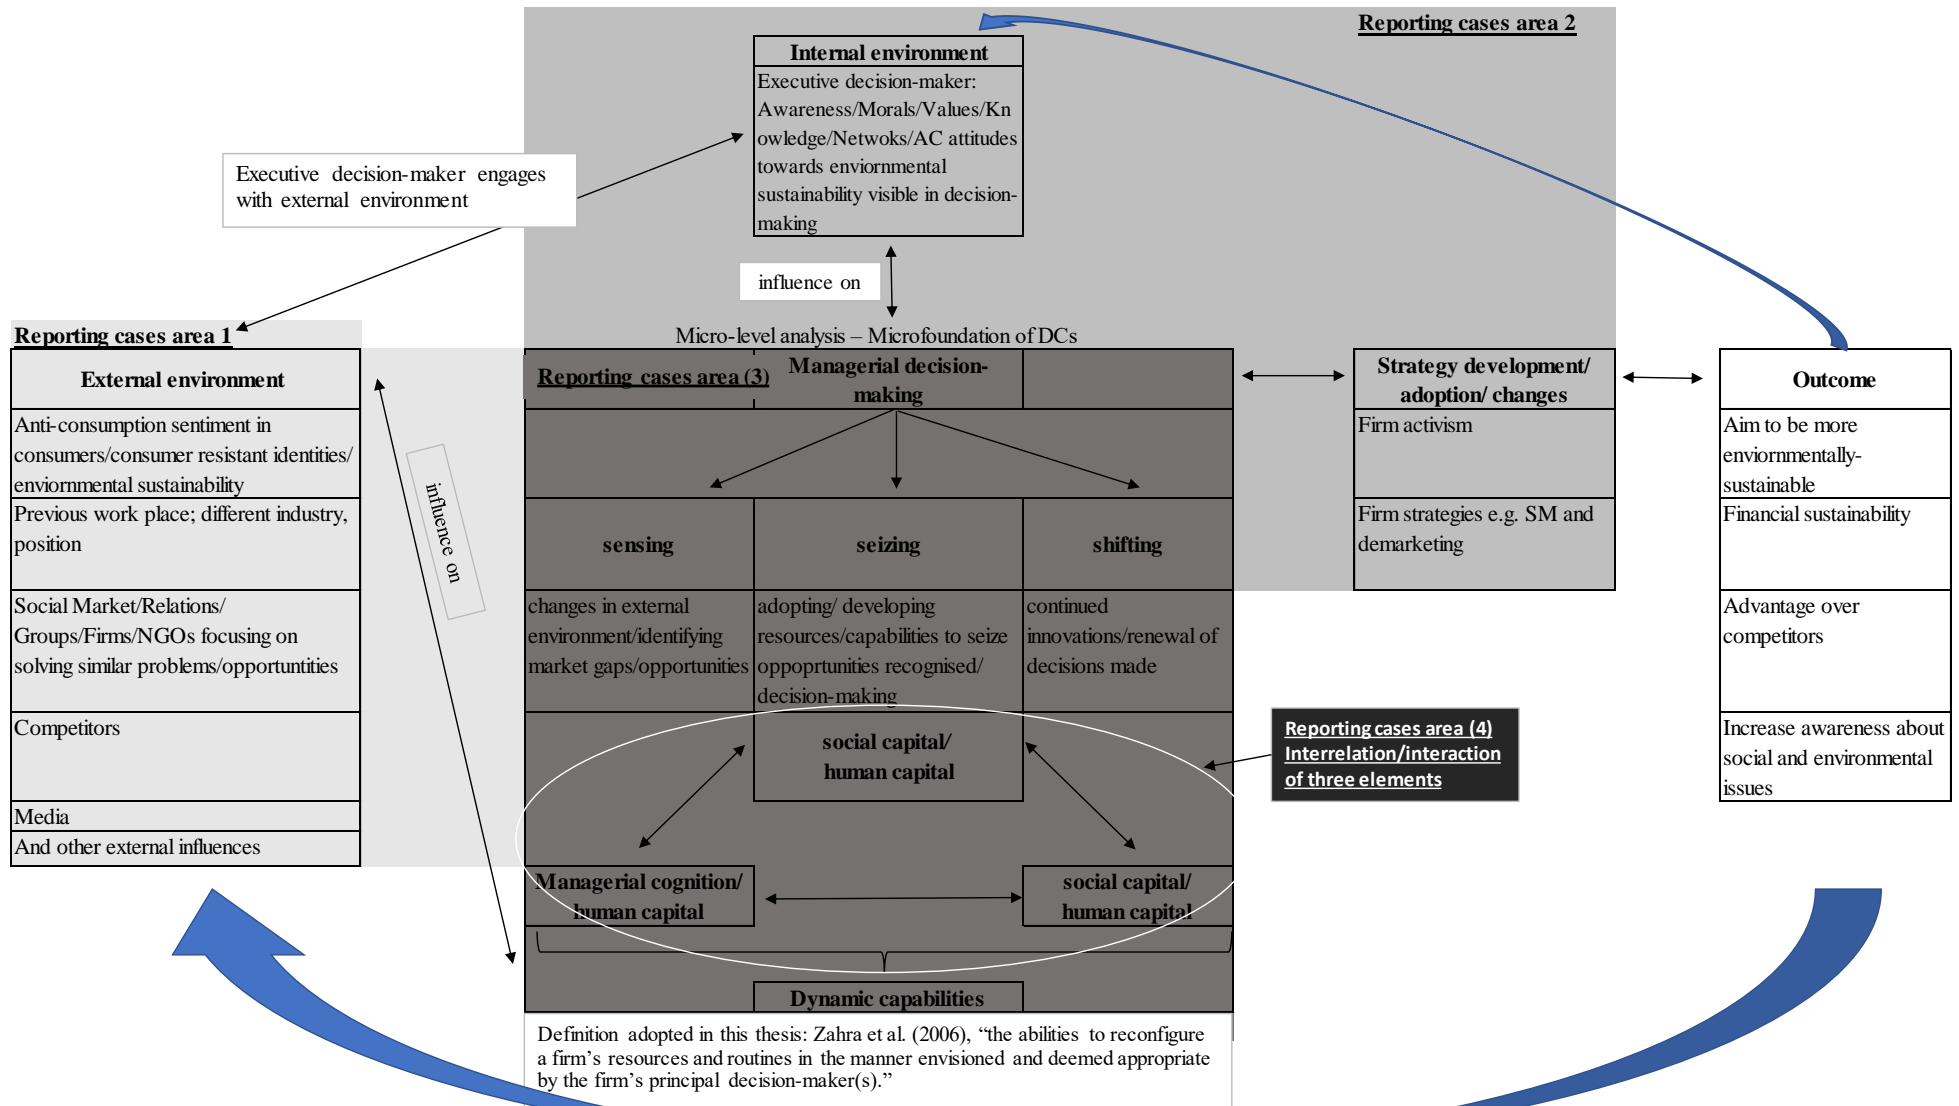 Reporting cases area 2
Internal environment
Executive decision-maker:
Awareness/Morals/Values/Kn
owledge/Netwoks/AC attitudes
towards enviornmental
sustainability visible in decision-
making
Executive decision-maker engages
with external environment
influence on
Micro-level analysis – Microfoundation of DCs
Reporting cases area 1
External environment
Anti-consumption sentiment in
consumers/consumer resistant identities/
enviornmental sustainability
Previous work place; different industry,
position
Social Market/Relations/
Groups/Firms/NGOs focusing on
solving similar problems/opportuntities
Competitors
Media
And other external influences
influence on
Reporting cases area (3)
Managerial decision-
making
sensing
seizing
shifting
changes in external
environment/identifying
market gaps/opportunities
adopting/ developing
resources/capabilities to seize
oppoprtunities recognised/
decision-making
continued
innovations/renewal of
decisions made
social capital/
human capital
Managerial cognition/
human capital
social capital/
human capital
Dynamic capabilities
Definition adopted in this thesis: Zahra et al. (2006), “the abilities to reconfigure
a firm’s resources and routines in the manner envisioned and deemed appropriate
by the firm’s principal decision-maker(s).”
Strategy development/
adoption/ changes
Firm activism
Firm strategies e.g. SM and
demarketing
Reporting cases area (4)
Interrelation/interaction
of three elements
Outcome
Aim to be more
enviornmentally-
sustainable
Financial sustainability
Advantage over
competitors
Increase awareness about
social and environmental
issues